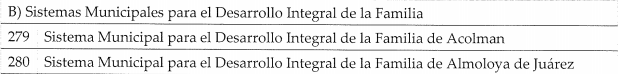 B) Sistemas Municipales para el Desarrollo Integral de la Familia
279 Sistema Municipal para el Desarrollo Integral de la Familia de Acolman
280 Sistema Municipal para el Desarrollo Integral de la Familia de Almoloya de Juárez